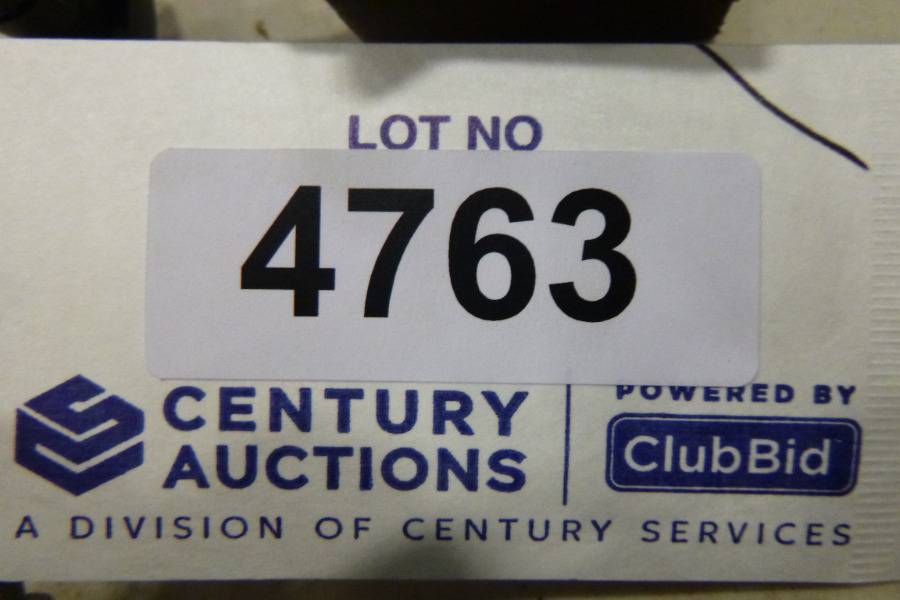 LOT NO
4763
CENTURY
AUCTIONS
POWERED BY
ClubBid
A DIVISION OF CENTURY SERVICES